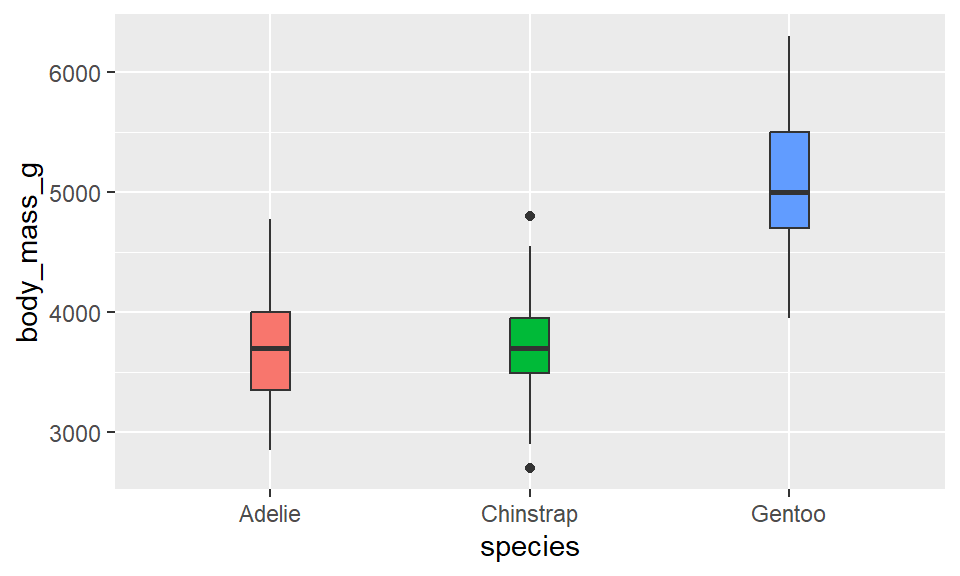 body_mass_g
6000
5000
4000
3000
Adelie
Chinstrap
Gentoo
species